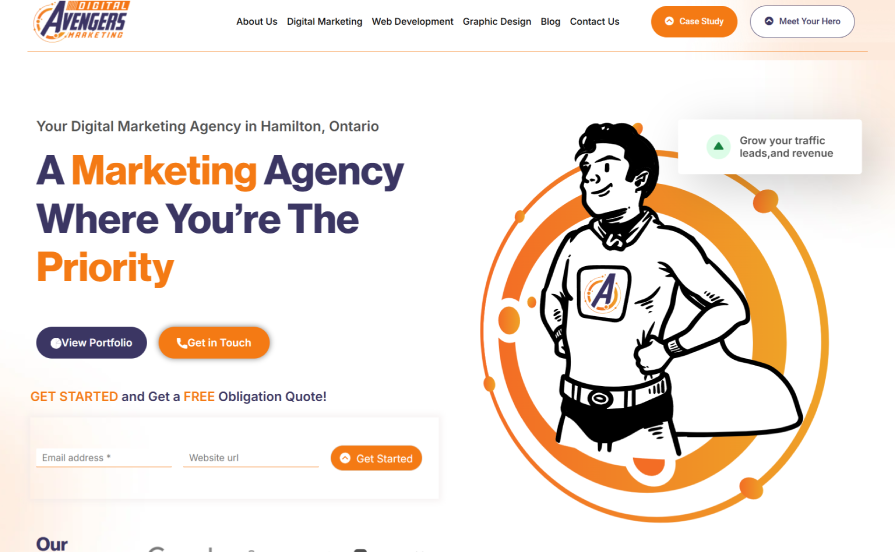 DIGITAL
AVENGERS
MARKETING
About Us Digital Marketing Web Development Graphic Design Blog Contact Us
Case Study
Meet Your Hero
Your Digital Marketing Agency in Hamilton, Ontario
A Marketing Agency
Where You’re The
Priority
Grow your traffic
leads,and revenue
A
View Portfolio
Get in Touch
GET STARTED and Get a FREE Obligation Quote!
Email address *
Website url
Get Started
Our